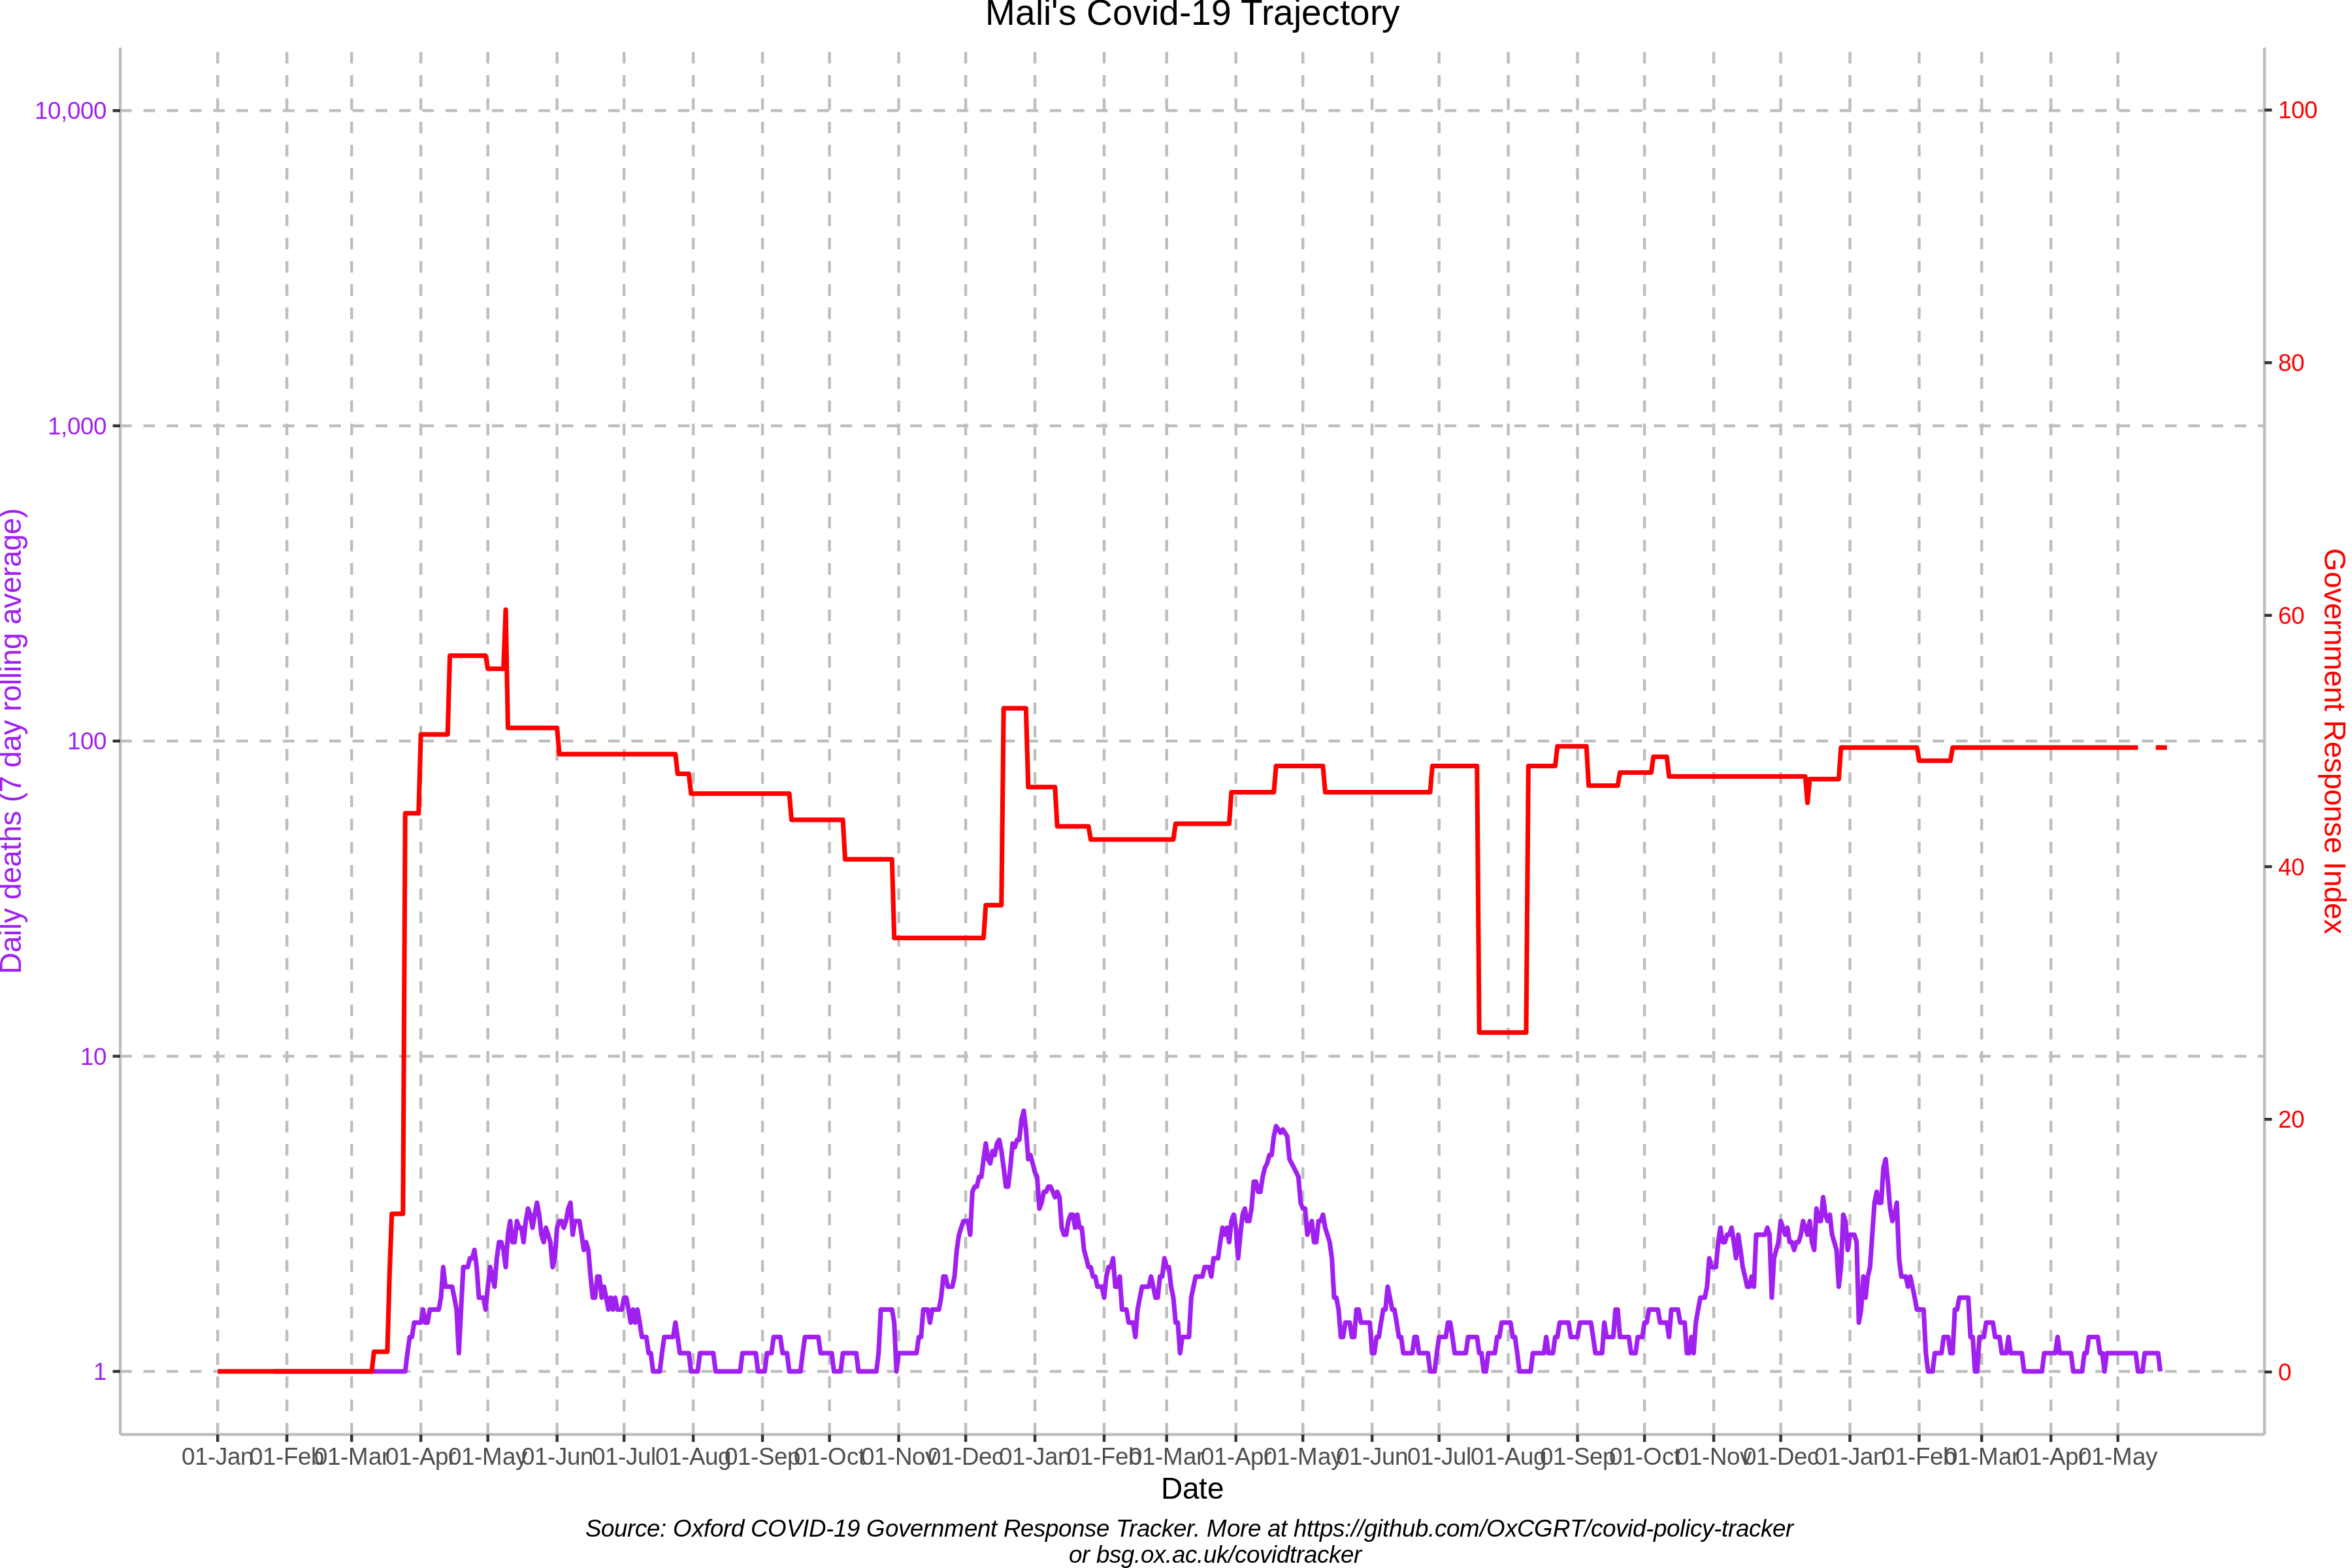 Mali's Covid-19 Trajectory
10,000
1,000
100
10
1
Daily deaths (7 day rolling average)
100
80
60
40
20
0
Government Response Index
01-Jan 01-Feb 01-Mar 01-Apr 01-May 01-Jun 01-Jul 01-Aug 01-Sep 01-Oct 01-Nov 01-Dec 01-Jan 01-Feb 01-Mar 01-Apr 01-May 01-Jun 01-Jul 01-Aug 01-Sep 01-Oct 01-Nov 01-Dec 01-Jan 01-Feb 01-Mar 01-Apr 01-May
Date
Source: Oxford COVID-19 Government Response Tracker. More at https://github.com/OxCGRT/covid-policy-tracker
or bsg.ox.ac.uk/covidtracker